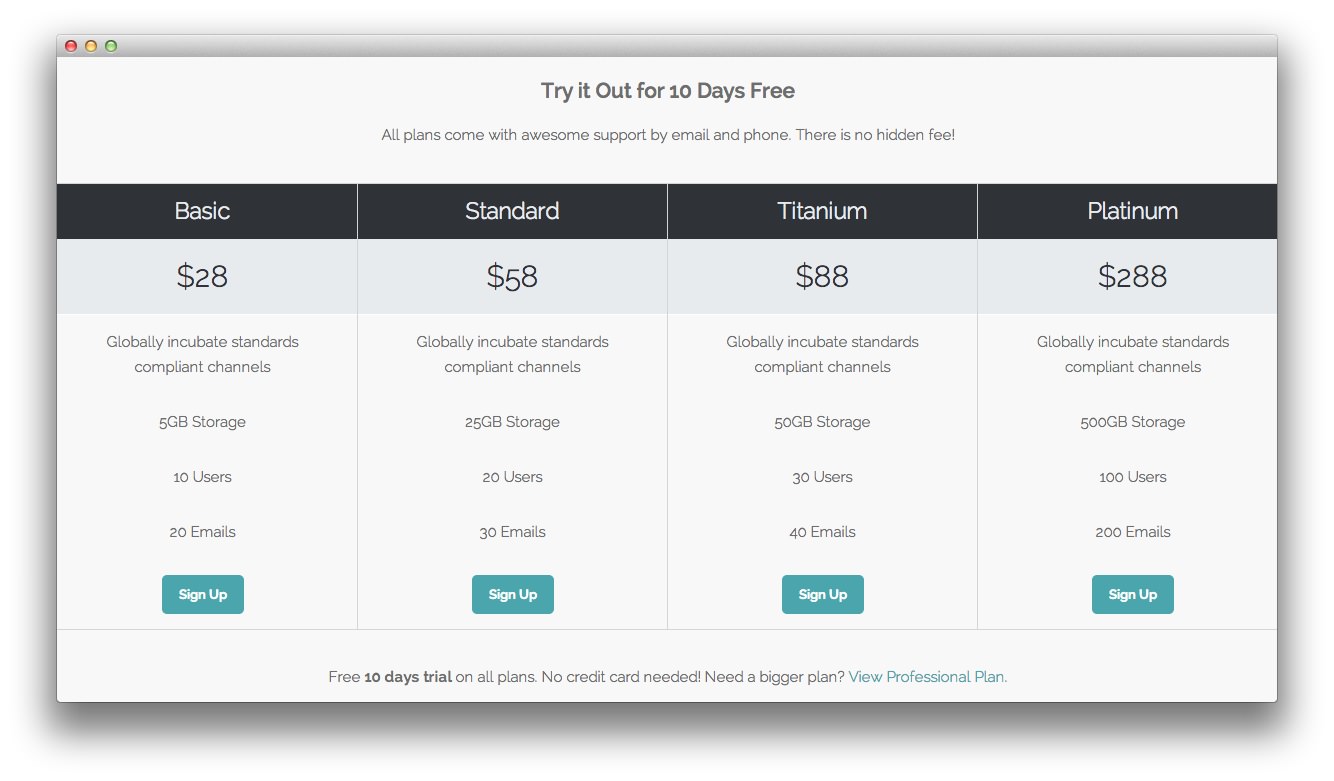 Try it Out for 10 Days Free
All plans come with awesome support by email and phone. There is no hidden fee!
Basic
$28
Globally incubate standards
compliant channels
5GB Storage
10 Users
20 Emails
Sign Up
Standard
$58
Globally incubate standards
compliant channels
25GB Storage
20 Users
30 Emails
Sign Up
Titanium
$88
Globally incubate standards
compliant channels
50GB Storage
30 Users
40 Emails
Sign Up
Platinum
$288
Globally incubate standards
compliant channels
500GB Storage
100 Users
200 Emails
Sign Up
Free 10 days trial on all plans. No credit card needed! Need a bigger plan? View Professional Plan.